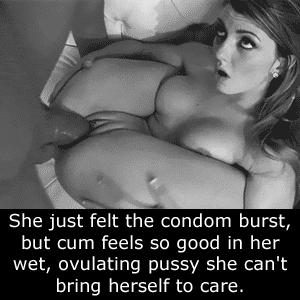 She just felt the condom burst,
but cum feels so good in her
wet, ovulating pussy she can't
bring herself to care.